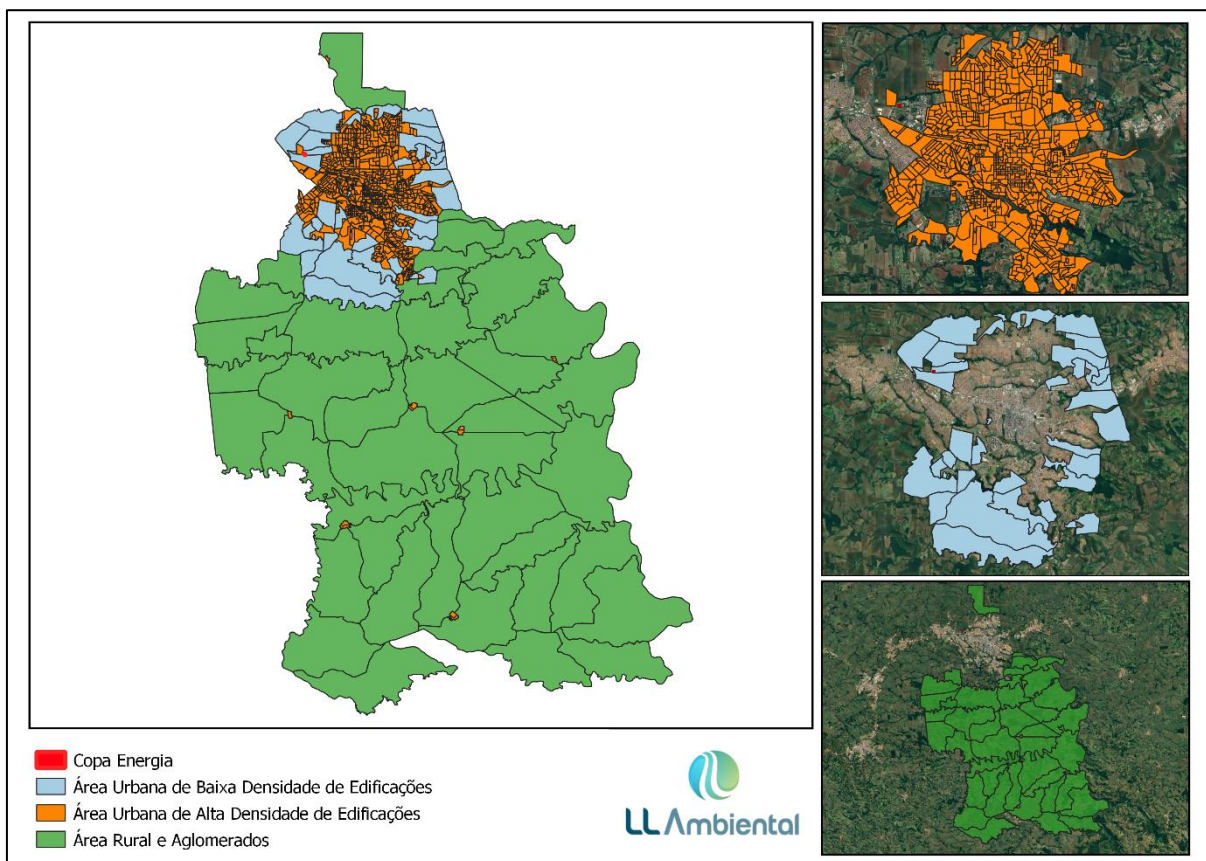 Copa Energia
Área Urbana de Baixa Densidade de Edificações
Área Urbana de Alta Densidade de Edificações
Área Rural e Aglomerados
LL Ambiental